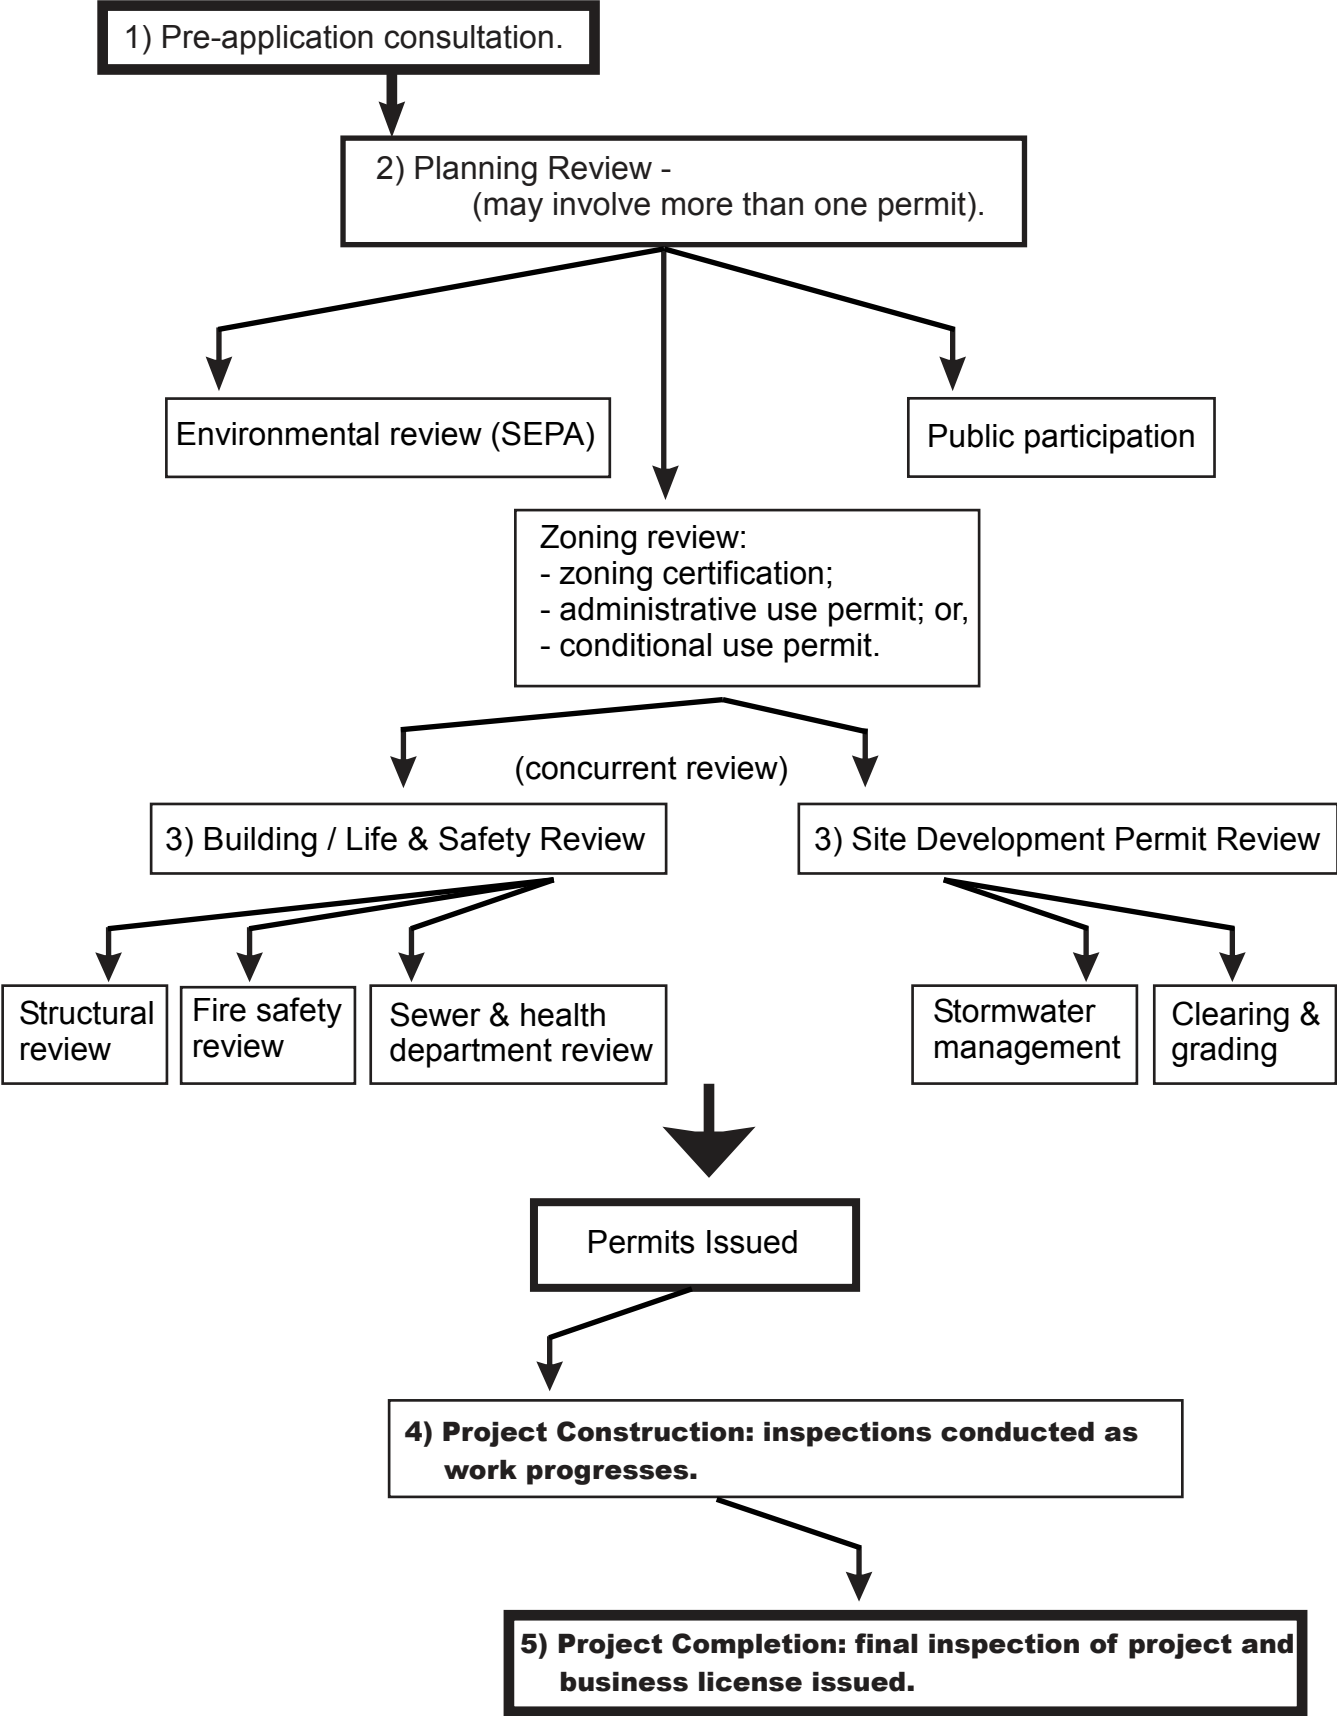 1) Pre-application consultation.
2) Planning Review -
(may involve more than one permit).
Environmental review (SEPA)
Public participation
Zoning review:
- zoning certification;
- administrative use permit; or,
- conditional use permit.
(concurrent review)
3) Building / Life & Safety Review
3) Site Development Permit Review
Structural
review
Fire safety
review
Sewer & health
department review
Stormwater
management
Clearing &
grading
Permits Issued
4) Project Construction: inspections conducted as
work progresses.
5) Project Completion: final inspection of project and
business license issued.